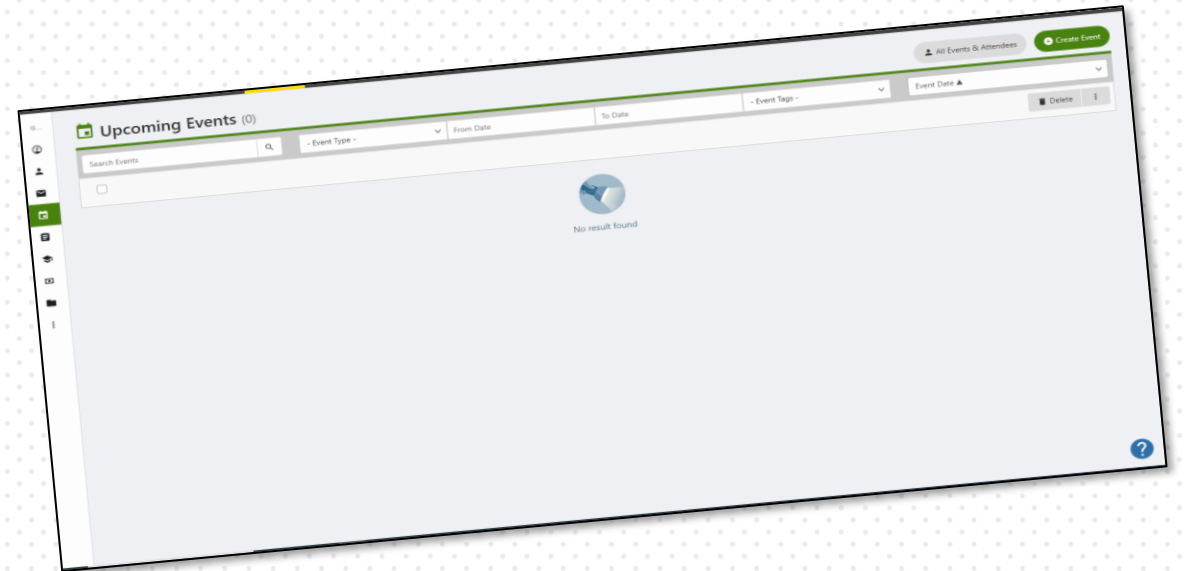 All Events & Attendees
Create Event
Upcoming Events (0)
Search Events
- Event Type -
From Date
To Date
- Event Tags -
Event Date ▲
Delete
No result found
?